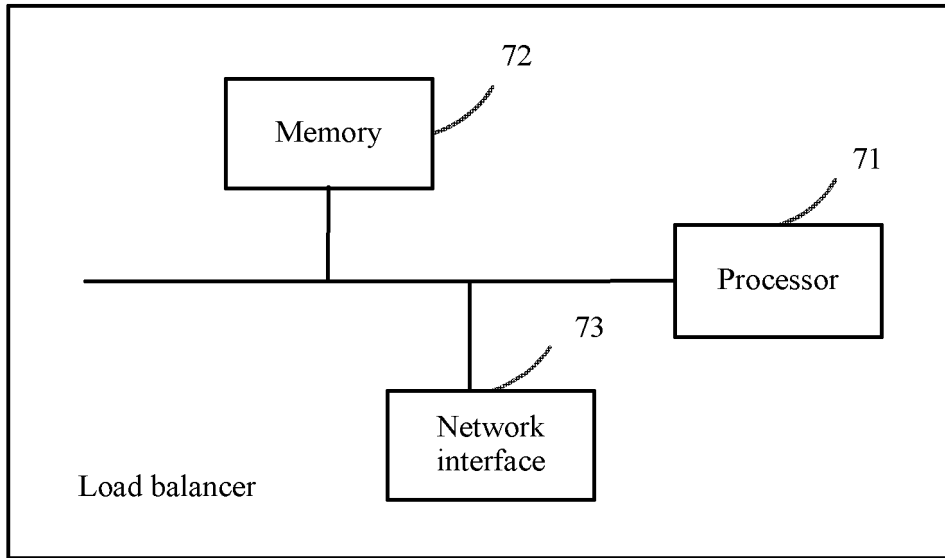 72
Memory
71
Processor
73
Network
interface
Load balancer